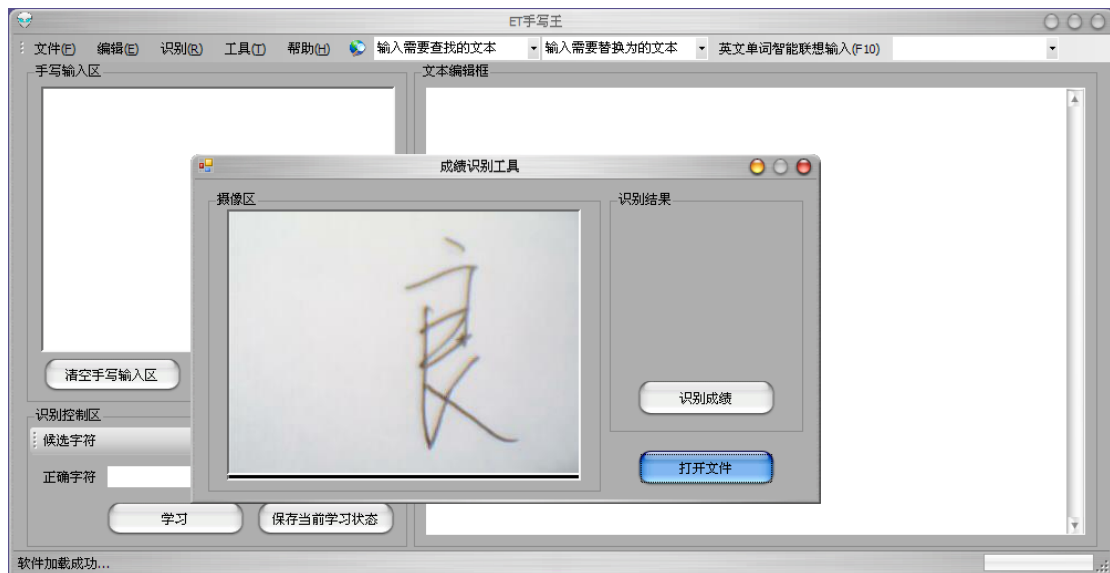 ET手写王
文件(F) 编辑(E) 识别(R) 工具(T) 帮助(H) 输入需要查找的文本 输入需要替换为的文本 英文单词智能联想输入(F10)
手写输入区 文本编辑框
成绩识别工具
摄像区 识别结果
良
清空手写输入区
识别成绩
识别控制区
候选字符
打开文件
正确字符
学习 保存当前学习状态
软件加载成功...